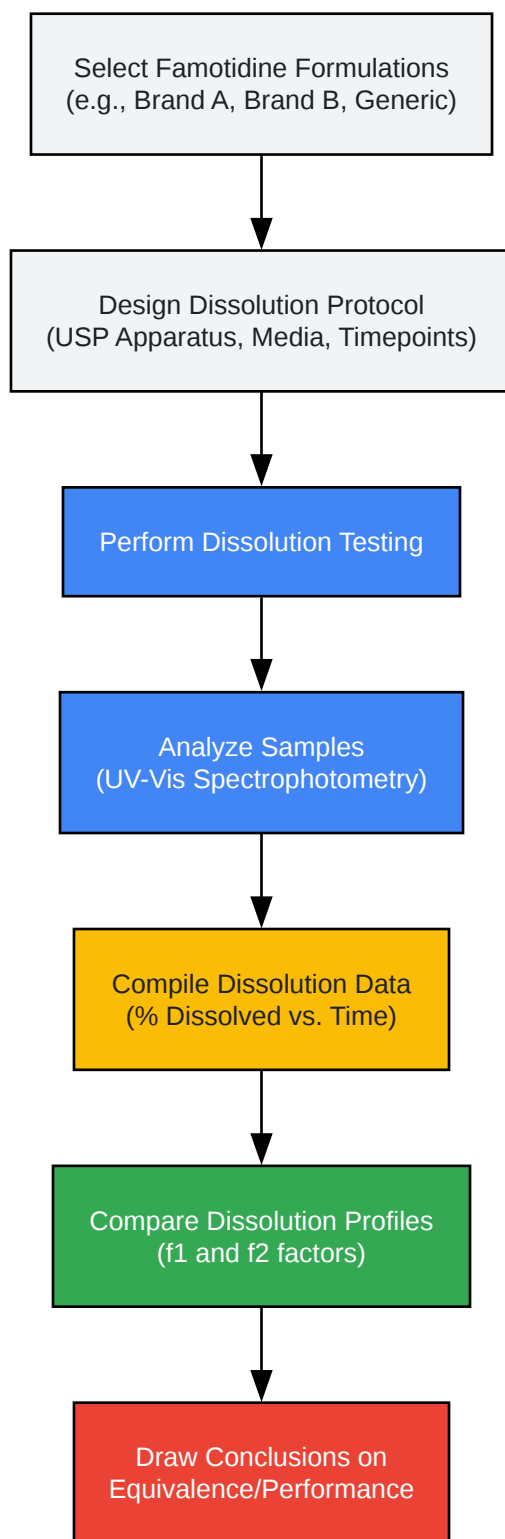 Select Famotidine Formulations
(e.g., Brand A, Brand B, Generic)
Design Dissolution Protocol
(USP Apparatus, Media, Timepoints)
Perform Dissolution Testing
Analyze Samples
(UV-Vis Spectrophotometry)
Compile Dissolution Data
(% Dissolved vs. Time)
Compare Dissolution Profiles
(f1 and f2 factors)
Draw Conclusions on
Equivalence/Performance